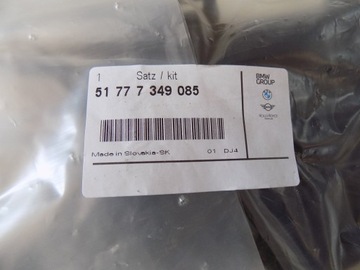 1 Satz / kit
51 77 7 349 085
BMW
GROUP
Made in Slovakia-SK 01 DJ4